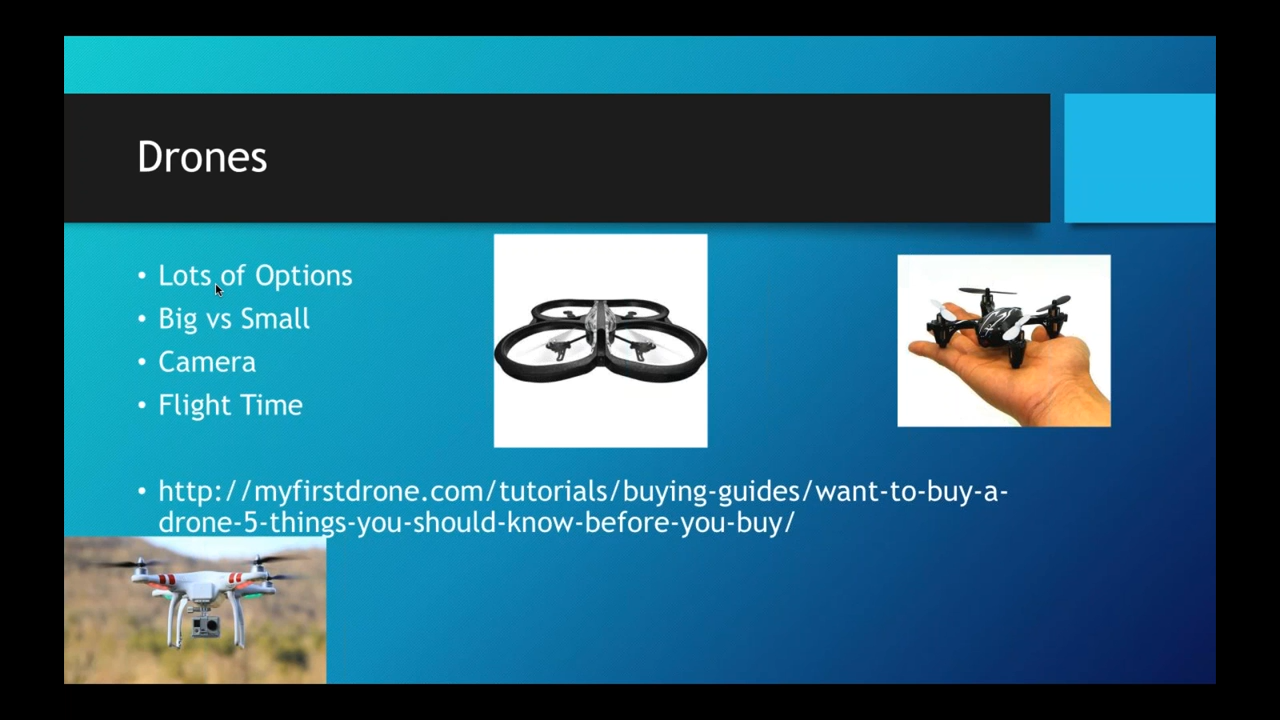 Drones
• Lots of Options
• Big vs Small
• Camera
• Flight Time
• http://myfirstdrone.com/tutorials/buying-guides/want-to-buy-a-
drone-5-things-you-should-know-before-you-buy/